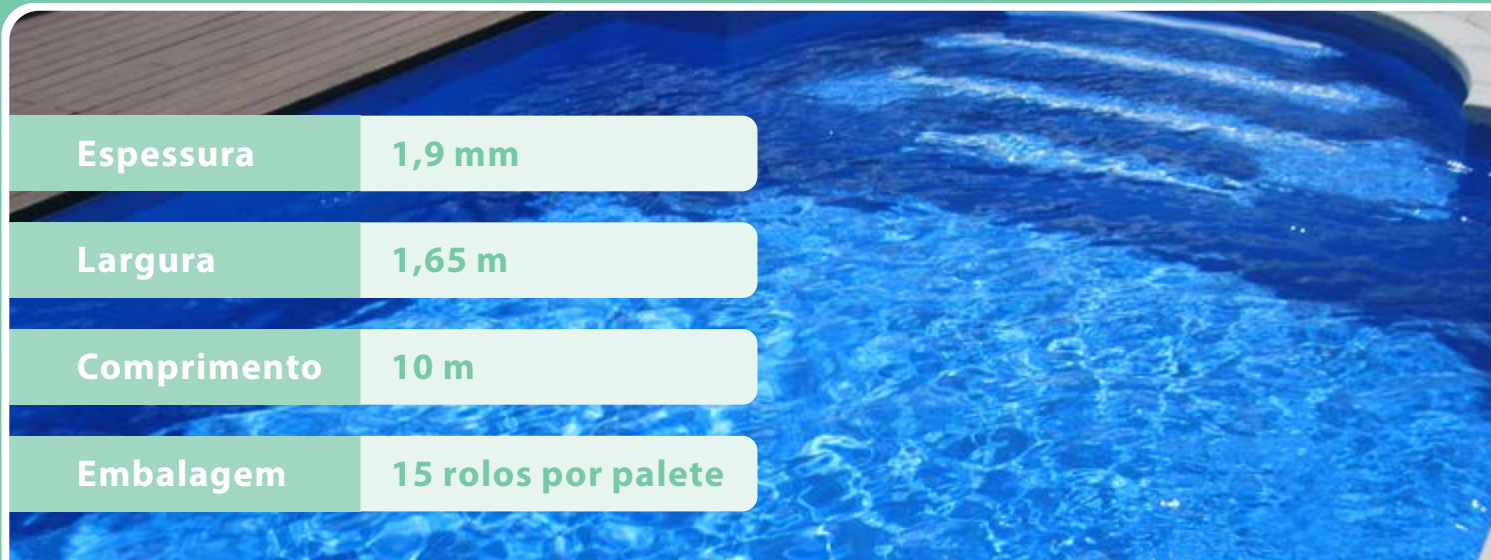 Espessura 1,9 mm
Largura 1,65 m
Comprimento 10 m
Embalagem 15 rolos por palete